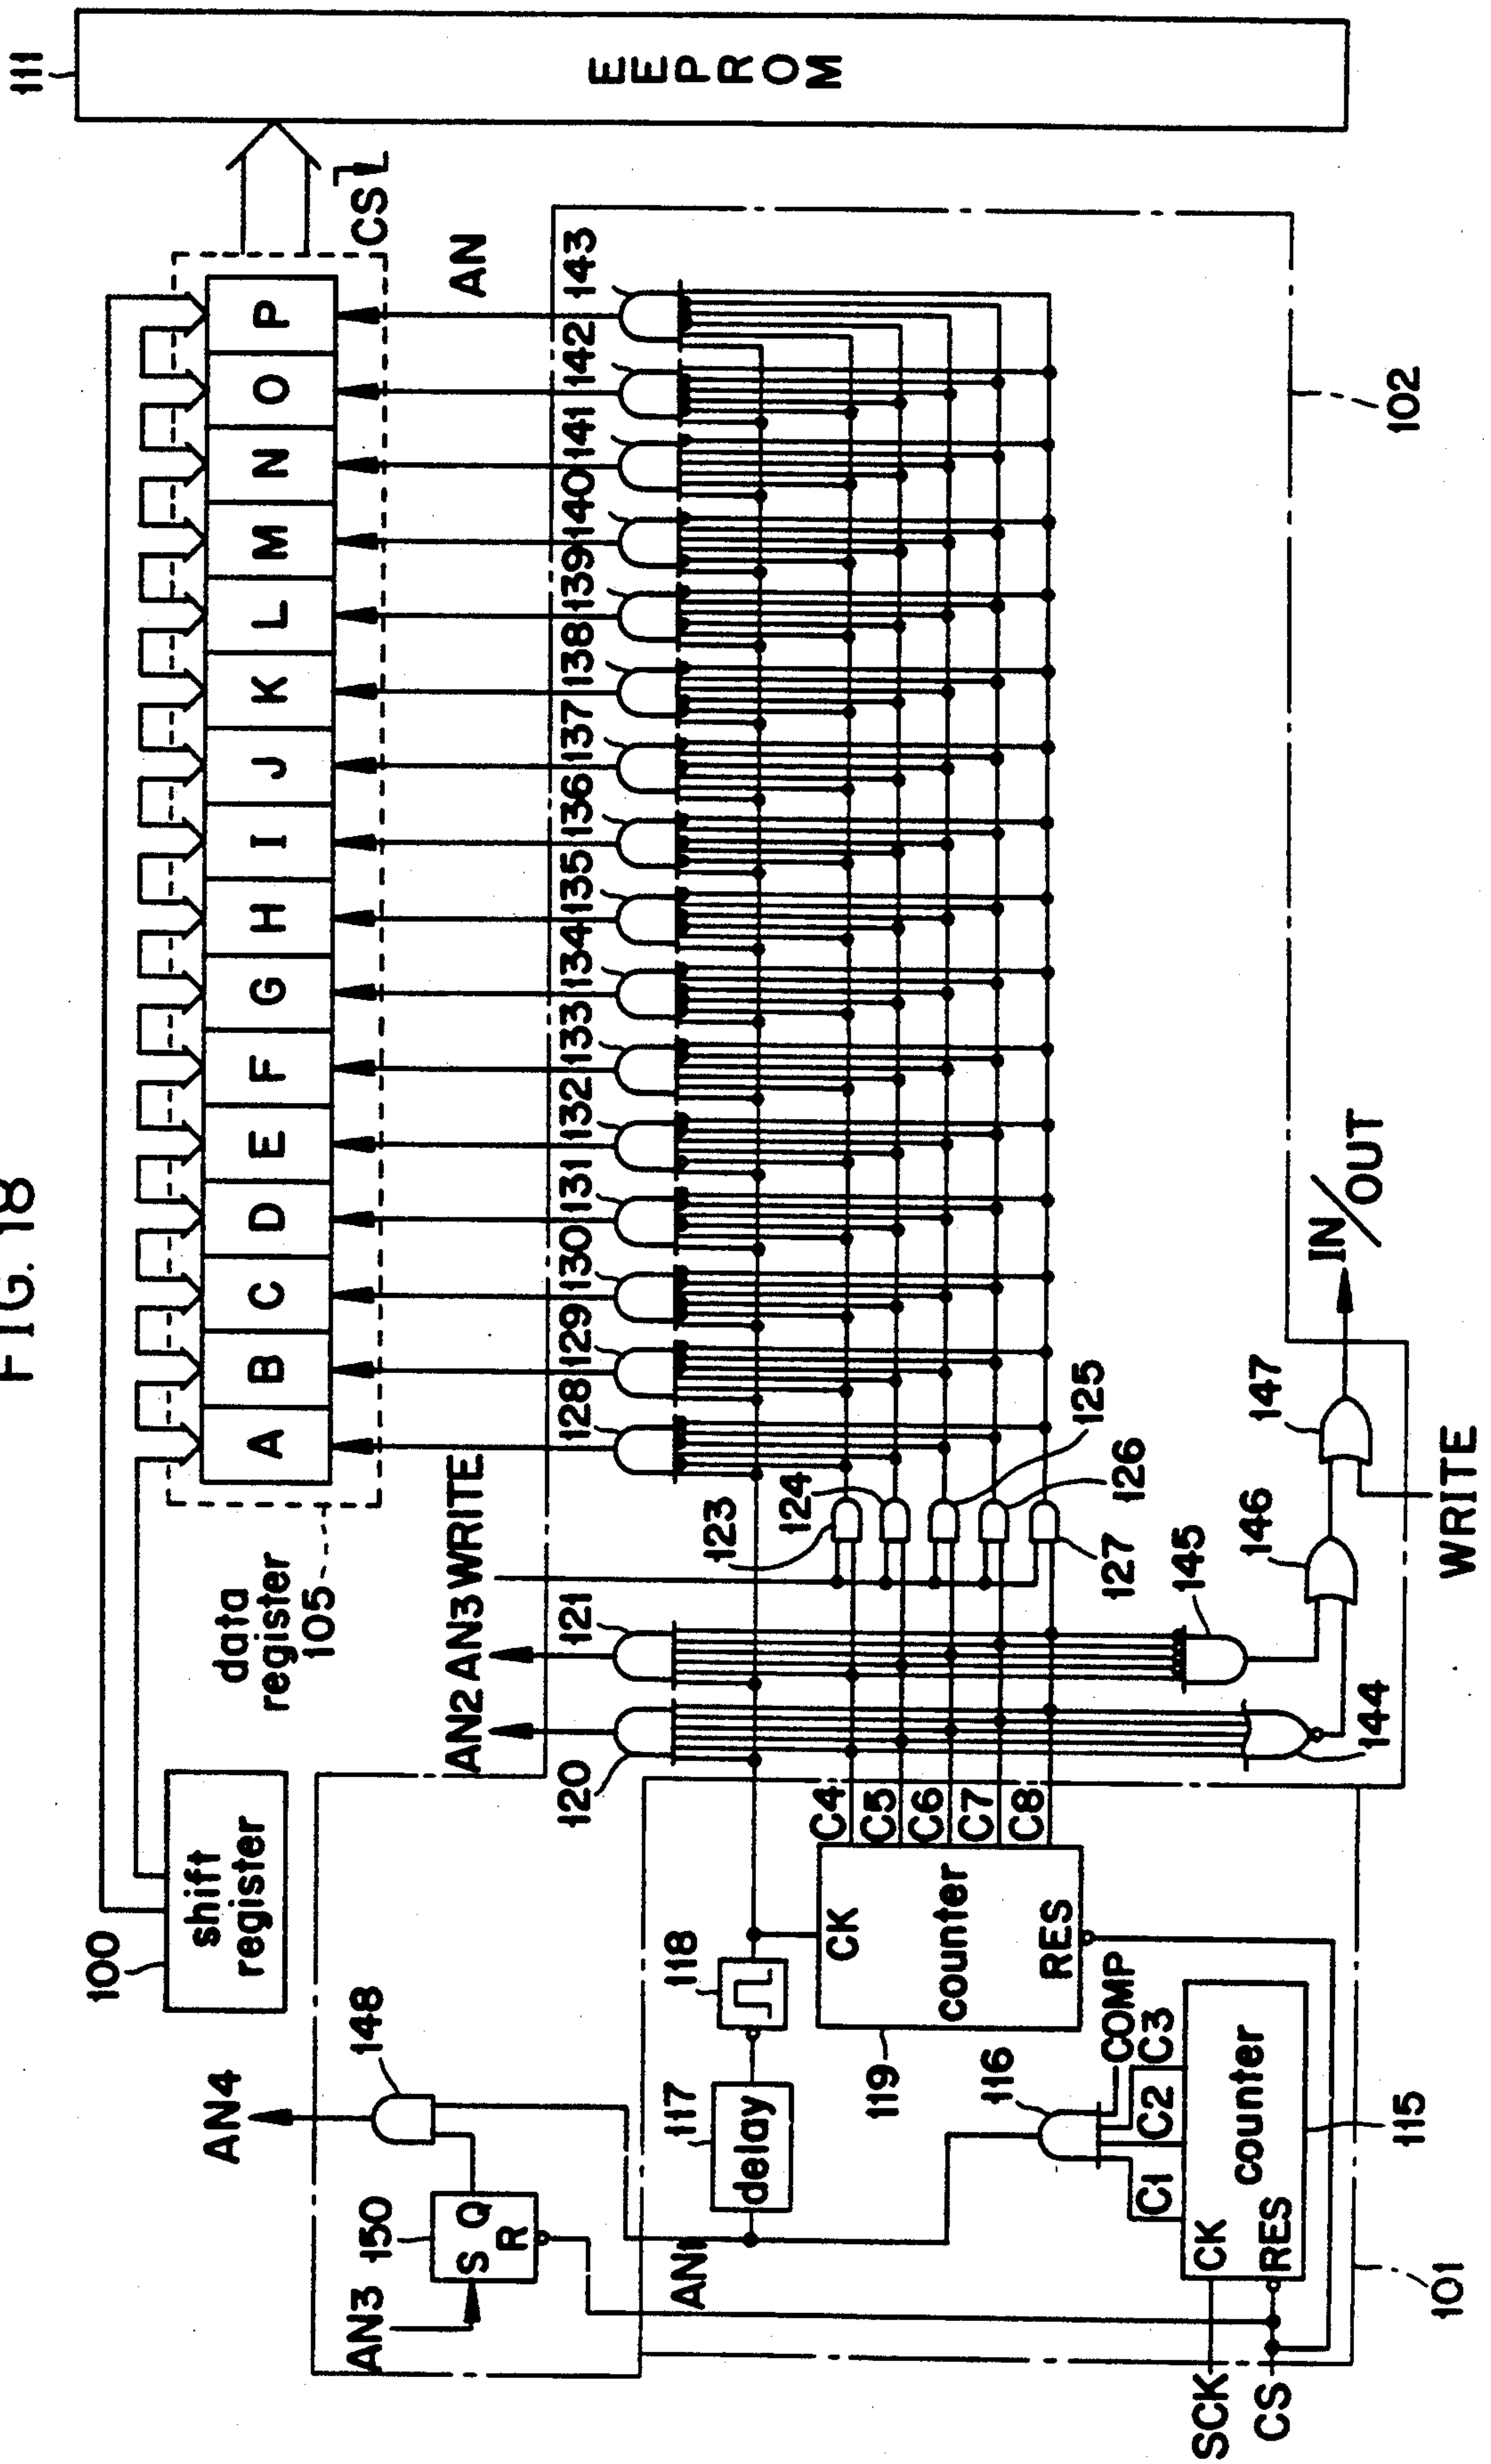 FIG. 18
111
EEPROM
CS
A B C D E F G H I J K L M N O P
data
register
105
100
shift
register
AN
AN2 AN3 WRITE
128 129 130 131 132 133 134 135 136 137 138 139 140 141 142 143
AN4
148
AN3
150
S Q
R
120
121
123
124
125
126
127
AN1
117
delay
118
C4
C5
C6
C7
C8
CK
counter
RES
119
116
COMP
C1 C2 C3
CK
counter
RES
115
SCK
CS
101
102
144
145
146
147
IN/OUT
WRITE